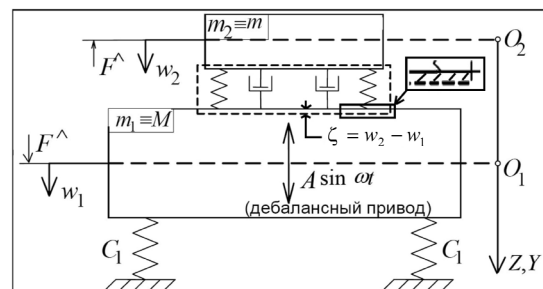 m₂≡m
F^
w₂
O₂
m₁≡M
ζ = w₂ − w₁
F^
w₁
A sin ωt
O₁
(дебалансный привод)
C₁
C₁
Z,Y